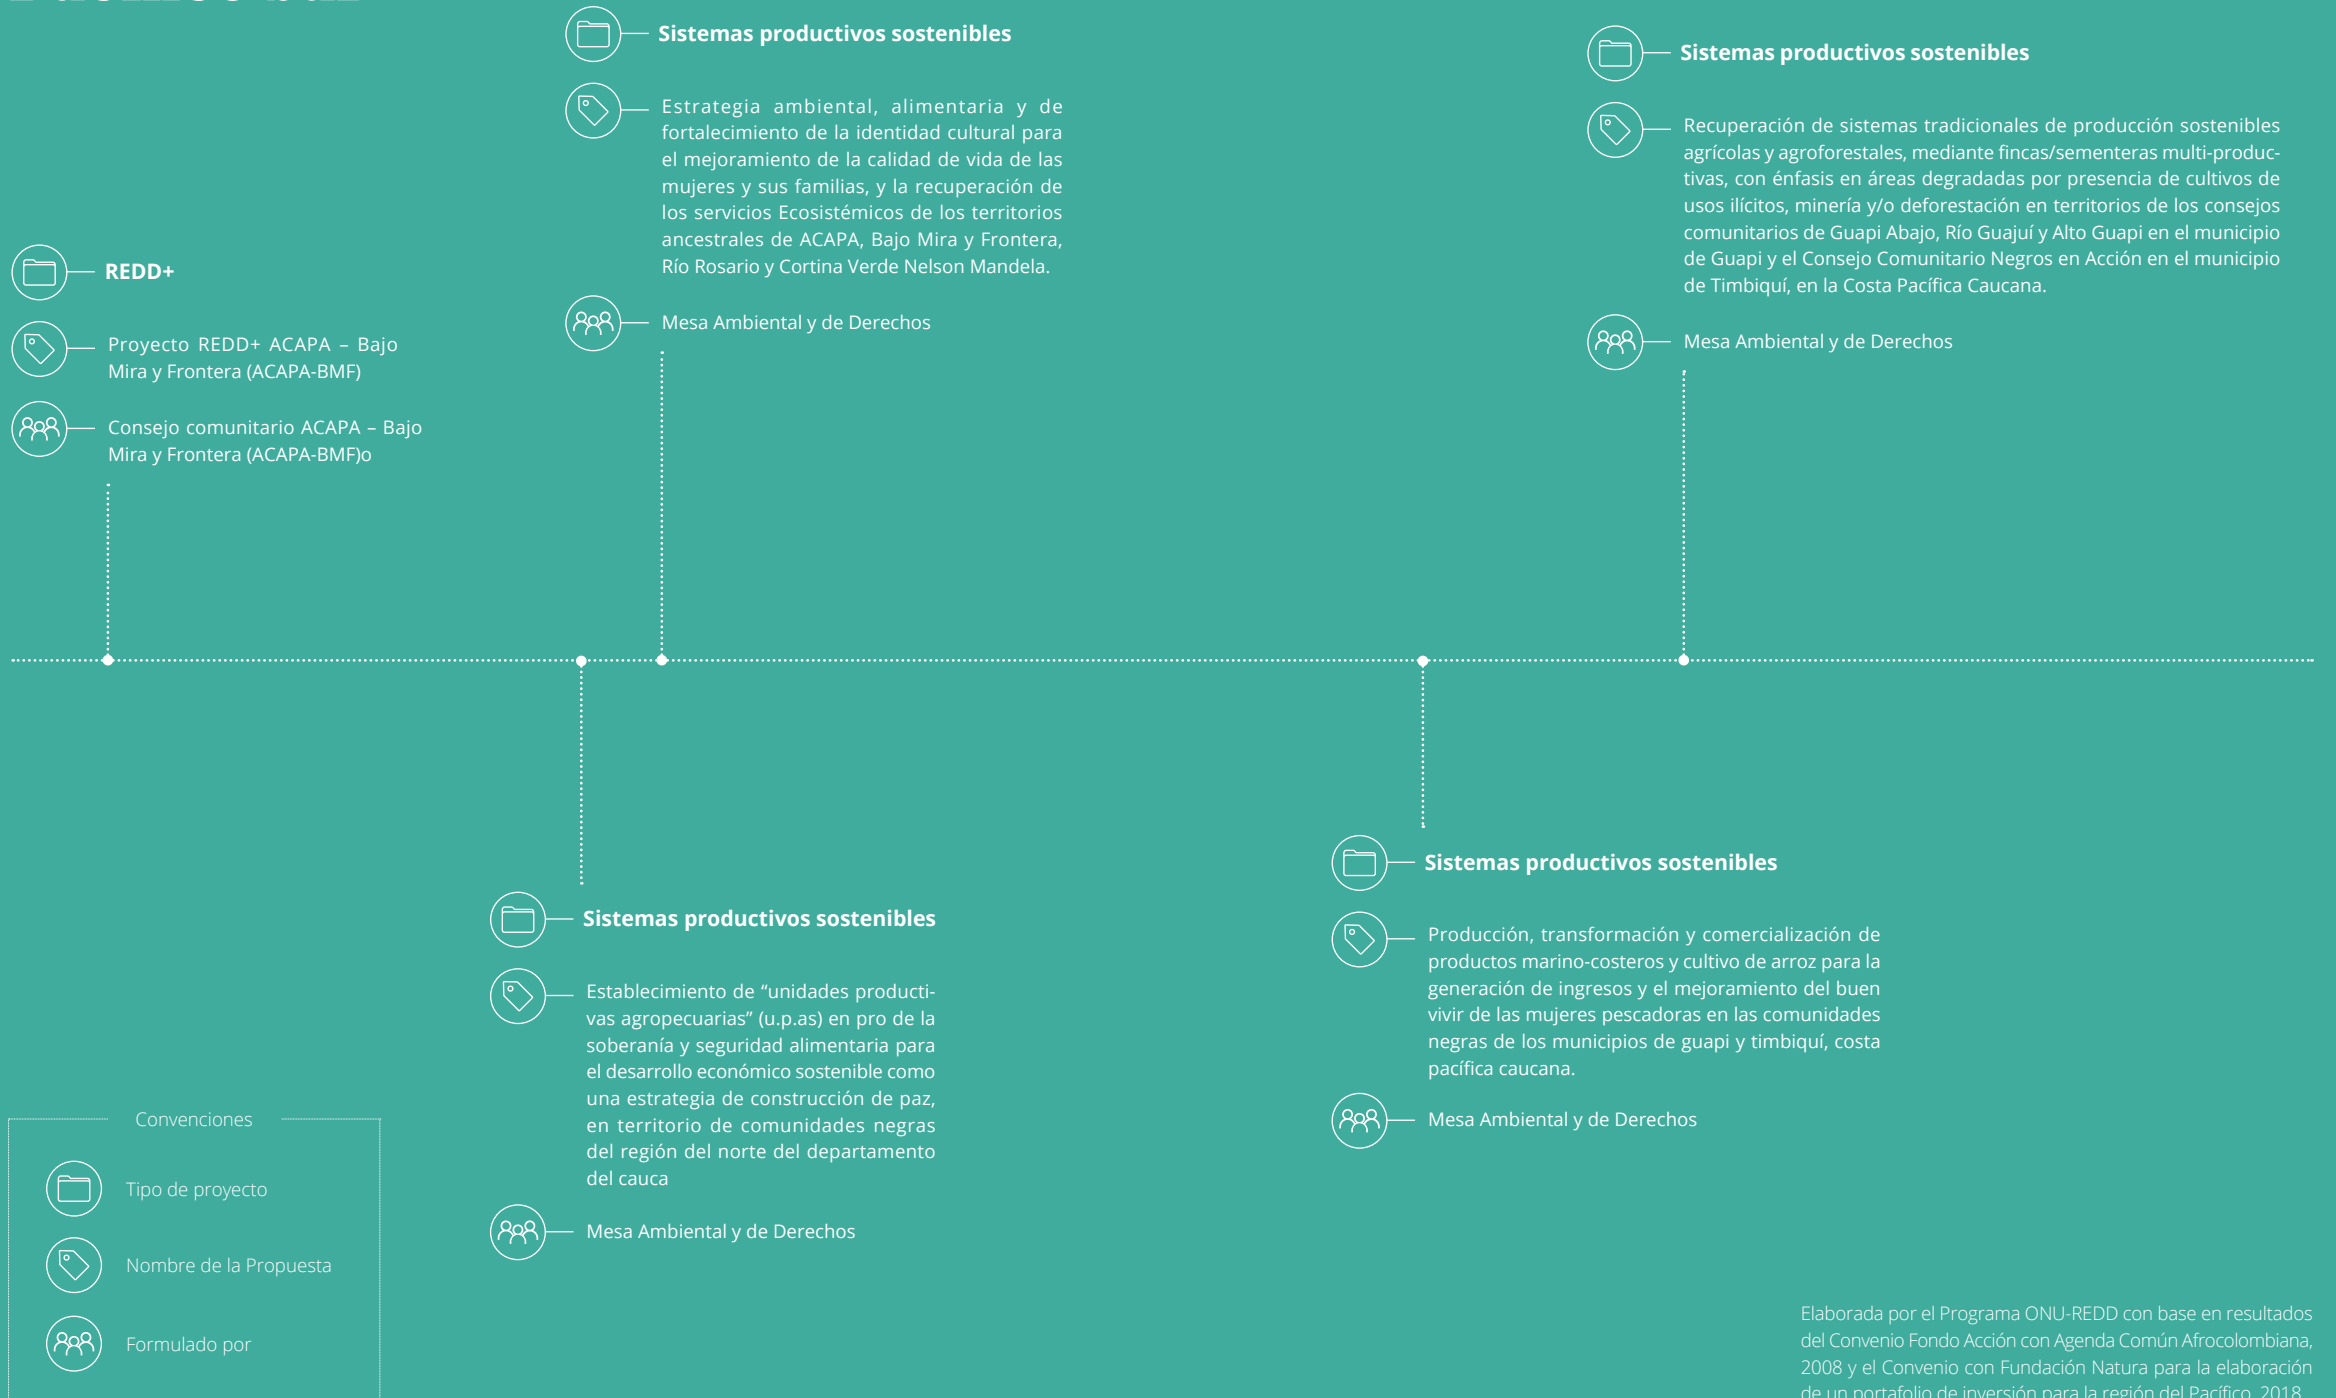 REDD+
Proyecto REDD+ ACAPA – Bajo
Mira y Frontera (ACAPA-BMF)
Consejo comunitario ACAPA – Bajo
Mira y Frontera (ACAPA-BMF)o
Sistemas productivos sostenibles
Estrategia ambiental, alimentaria y de
fortalecimiento de la identidad cultural para
el mejoramiento de la calidad de vida de las
mujeres y sus familias, y la recuperación de
los servicios Ecosistémicos de los territorios
ancestrales de ACAPA, Bajo Mira y Frontera,
Río Rosario y Cortina Verde Nelson Mandela.
Mesa Ambiental y de Derechos
Sistemas productivos sostenibles
Recuperación de sistemas tradicionales de producción sostenibles
agrícolas y agroforestales, mediante fincas/sementeras multi-produc-
tivas, con énfasis en áreas degradadas por presencia de cultivos de
usos ilícitos, minería y/o deforestación en territorios de los consejos
comunitarios de Guapi Abajo, Río Guajuí y Alto Guapi en el municipio
de Guapi y el Consejo Comunitario Negros en Acción en el municipio
de Timbiquí, en la Costa Pacífica Caucana.
Mesa Ambiental y de Derechos
Sistemas productivos sostenibles
Establecimiento de “unidades producti-
vas agropecuarias” (u.p.as) en pro de la
soberanía y seguridad alimentaria para
el desarrollo económico sostenible como
una estrategia de construcción de paz,
en territorio de comunidades negras
del región del norte del departamento
del cauca
Mesa Ambiental y de Derechos
Sistemas productivos sostenibles
Producción, transformación y comercialización de
productos marino-costeros y cultivo de arroz para la
generación de ingresos y el mejoramiento del buen
vivir de las mujeres pescadoras en las comunidades
negras de los municipios de guapi y timbiquí, costa
pacífica caucana.
Mesa Ambiental y de Derechos
Convenciones
Tipo de proyecto
Nombre de la Propuesta
Formulado por
Elaborada por el Programa ONU-REDD con base en resultados
del Convenio Fondo Acción con Agenda Común Afrocolombiana,
2008 y el Convenio con Fundación Natura para la elaboración
de un portafolio de inversión para la región del Pacífico, 2018